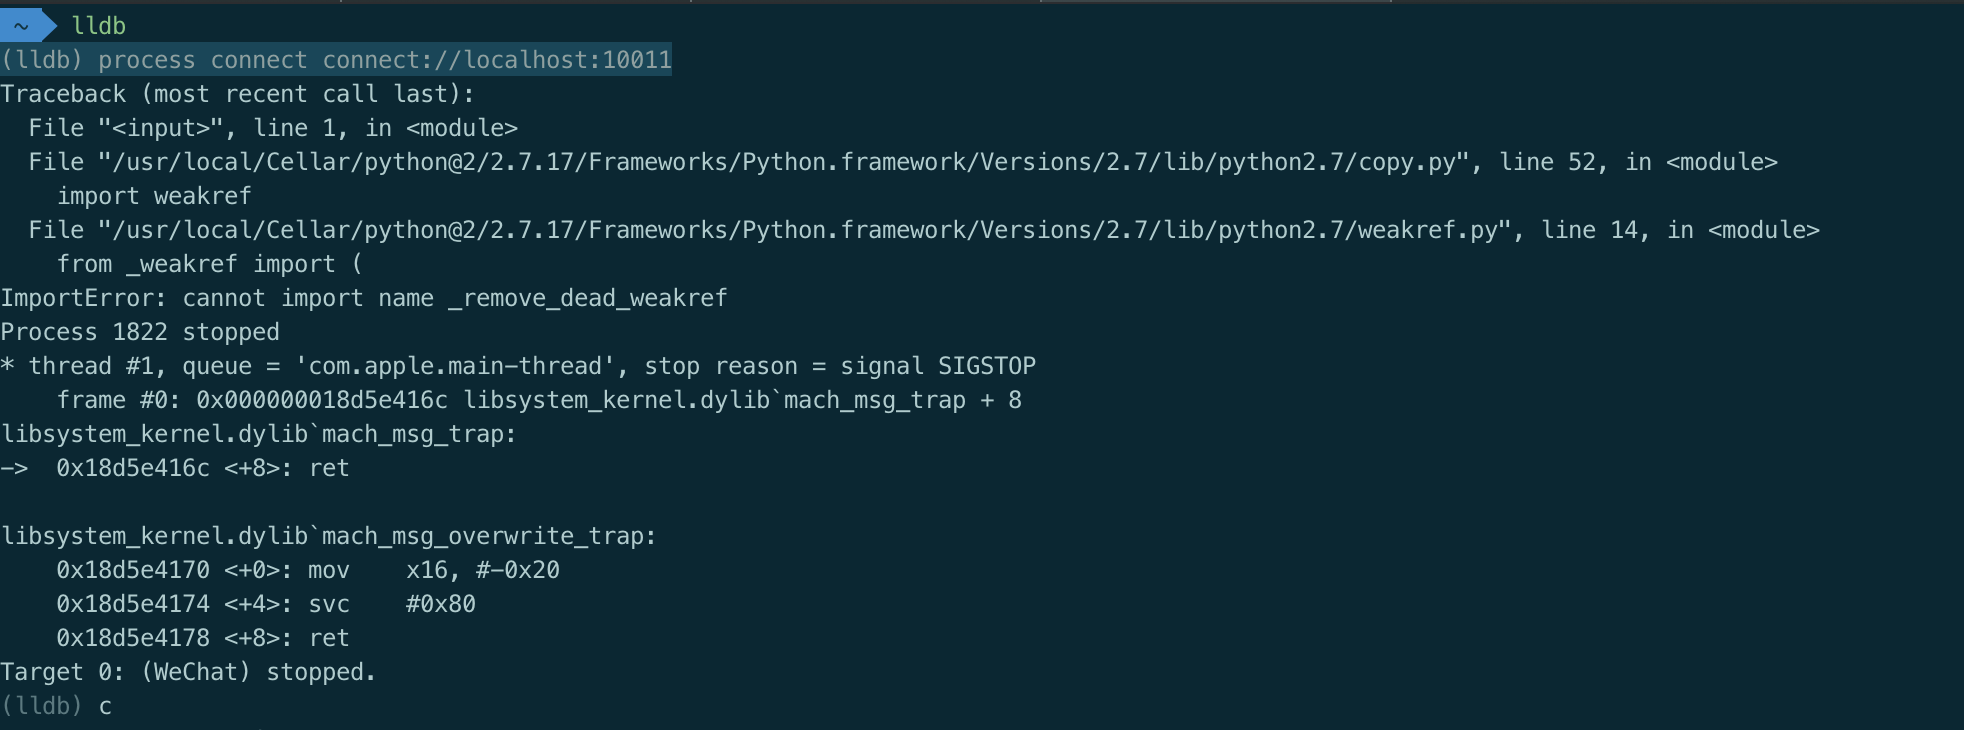 ~ lldb
(lldb) process connect connect://localhost:10011
Traceback (most recent call last):
  File "<input>", line 1, in <module>
  File "/usr/local/Cellar/python@2/2.7.17/Frameworks/Python.framework/Versions/2.7/lib/python2.7/copy.py", line 52, in <module>
    import weakref
  File "/usr/local/Cellar/python@2/2.7.17/Frameworks/Python.framework/Versions/2.7/lib/python2.7/weakref.py", line 14, in <module>
    from _weakref import (
ImportError: cannot import name _remove_dead_weakref
Process 1822 stopped
* thread #1, queue = 'com.apple.main-thread', stop reason = signal SIGSTOP
    frame #0: 0x000000018d5e416c libsystem_kernel.dylib`mach_msg_trap + 8
libsystem_kernel.dylib`mach_msg_trap:
->  0x18d5e416c <+8>: ret

libsystem_kernel.dylib`mach_msg_overwrite_trap:
    0x18d5e4170 <+0>: mov    x16, #-0x20
    0x18d5e4174 <+4>: svc    #0x80
    0x18d5e4178 <+8>: ret
Target 0: (WeChat) stopped.
(lldb) c